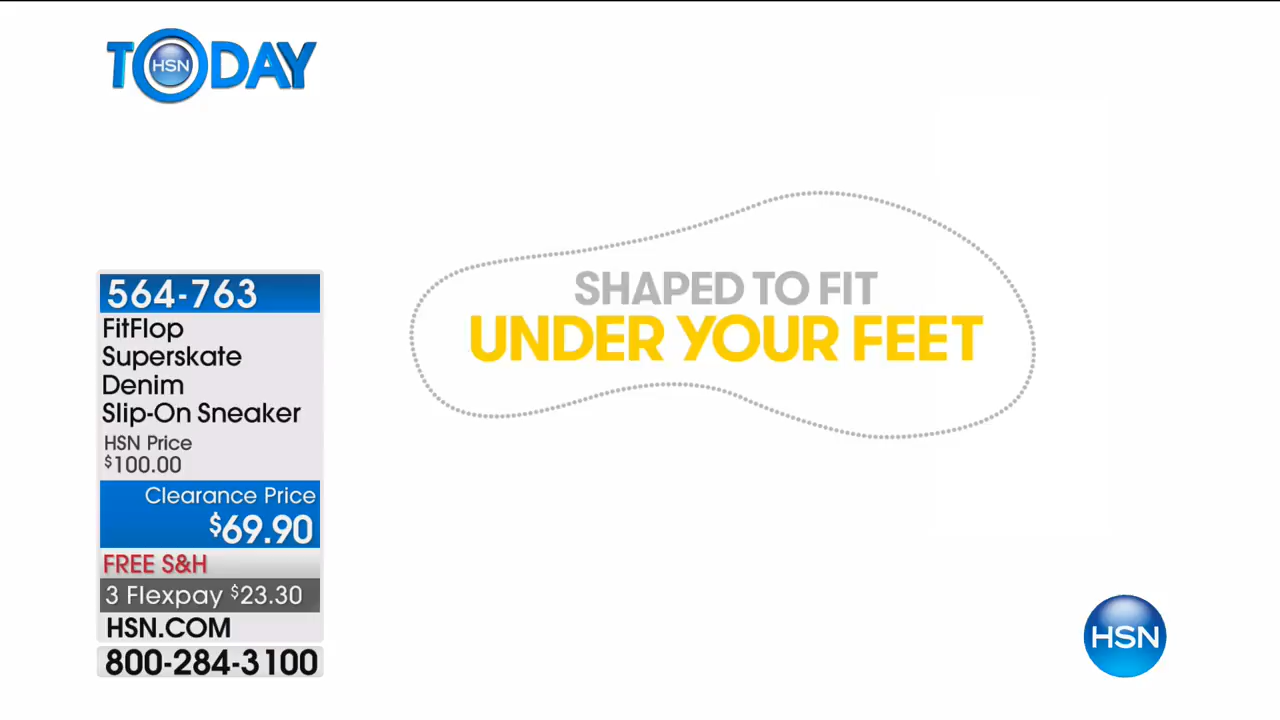 TODAY
HSN
SHAPED TO FIT
UNDER YOUR FEET
564-763
FitFlop
Superskate
Denim
Slip-On Sneaker
HSN Price
$100.00
Clearance Price
$69.90
FREE S&H
3 Flexpay $23.30
HSN.COM
800-284-3100
HSN